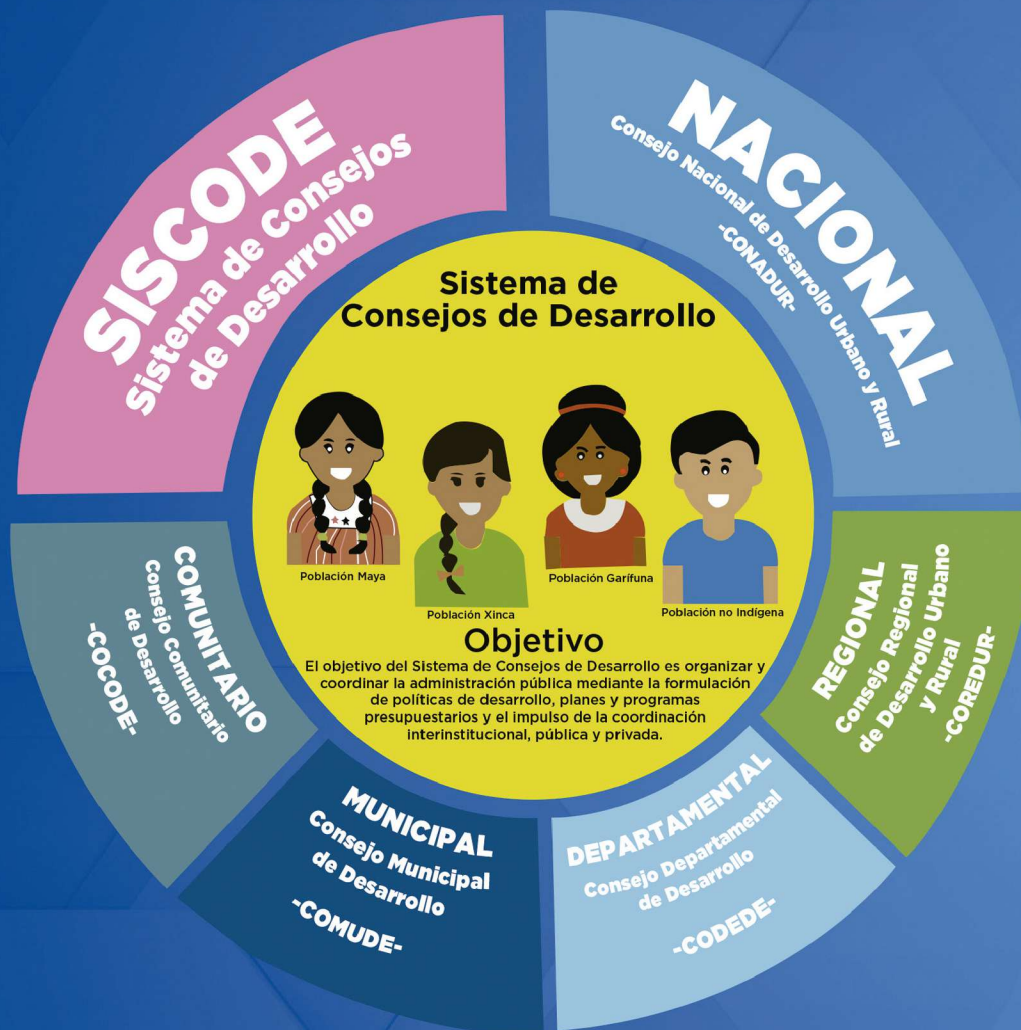 SISCODE
Sistema de Consejos
de Desarrollo
NACIONAL
Consejo Nacional de Desarrollo Urbano y Rural
-CONADUR-
REGIONAL
Consejo Regional
de Desarrollo Urbano
y Rural
-COREDUR-
DEPARTAMENTAL
Consejo Departamental
de Desarrollo
-CODEDE-
MUNICIPAL
Consejo Municipal
de Desarrollo
-COMUDE-
COMUNITARIO
Consejo Comunitario
de Desarrollo
-COCODE-
Sistema de
Consejos de Desarrollo
Población Maya
Población Xinca
Población Garífuna
Población no Indígena
Objetivo
El objetivo del Sistema de Consejos de Desarrollo es organizar y
coordinar la administración pública mediante la formulación
de políticas de desarrollo, planes y programas
presupuestarios y el impulso de la coordinación
interinstitucional, pública y privada.